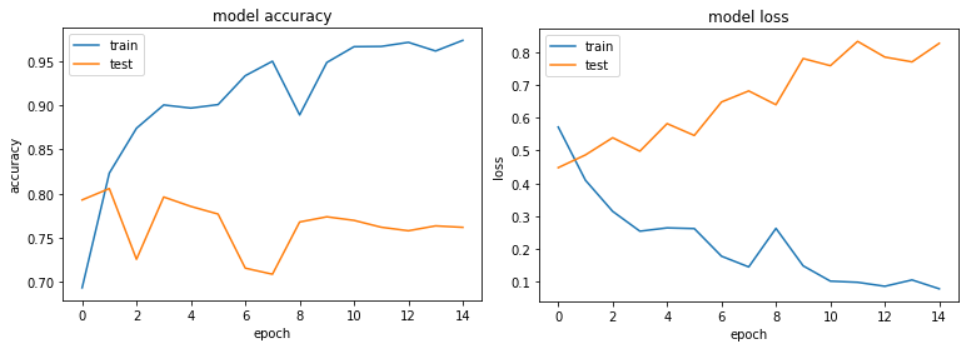 model accuracy
train
test
0.95
0.90
0.85
0.80
0.75
0.70
accuracy
0 2 4 6 8 10 12 14
epoch
model loss
train
test
0.8
0.7
0.6
0.5
0.4
0.3
0.2
0.1
loss
0 2 4 6 8 10 12 14
epoch